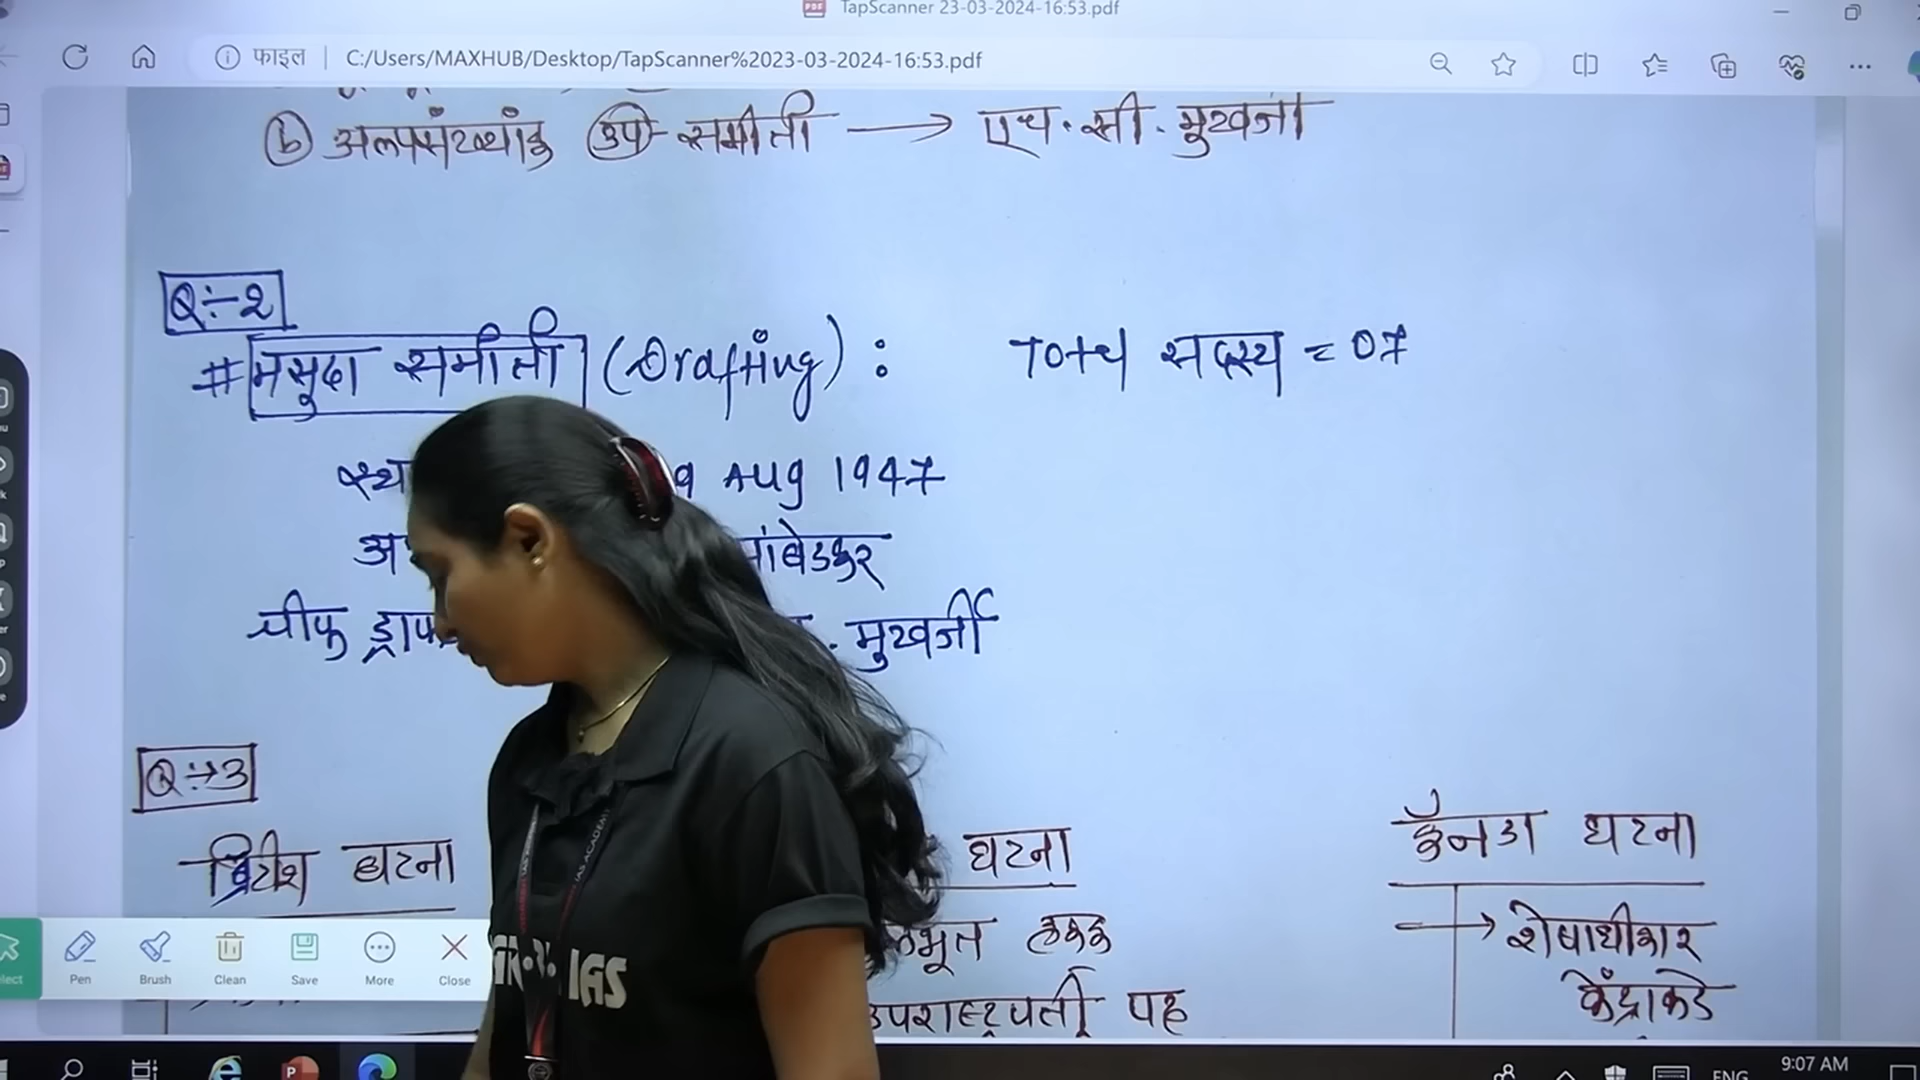 TapScanner 23-03-2024-16:53.pdf
फाइल C:/Users/MAXHUB/Desktop/TapScanner%2023-03-2024-16:53.pdf
(b) अल्पसंख्यांक उप-समीती → एच.सी.मुखर्जी
Q:-2
# मसुदा समीती (Drafting) : Total सदस्य = 07
9 Aug 1947
आंबेडकर
चीफ मुखर्जी
Q:→3
ब्रिटीश घटना घटना कॅनडा घटना
→ शेषाधीकार
हक्क
केंद्राकडे
उपराष्ट्रपती पद
Pen Brush Clean Save More Close
IAS
ENG 9:07 AM